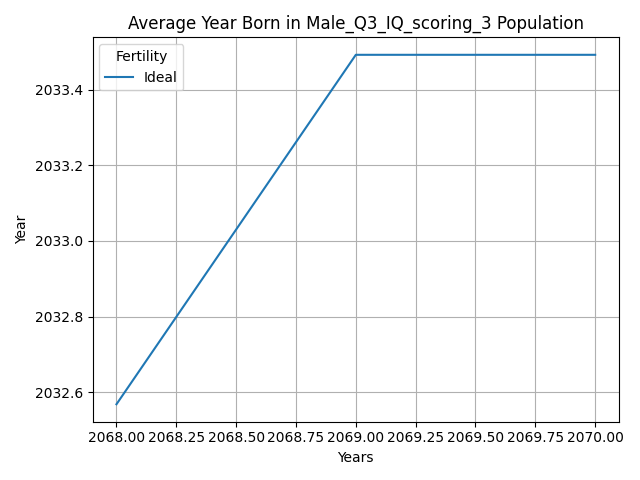 Average Year Born in Male_Q3_IQ_scoring_3 Population
Fertility
Ideal
2033.4
2033.2
2033.0
2032.8
2032.6
Year
2068.00 2068.25 2068.50 2068.75 2069.00 2069.25 2069.50 2069.75 2070.00
Years